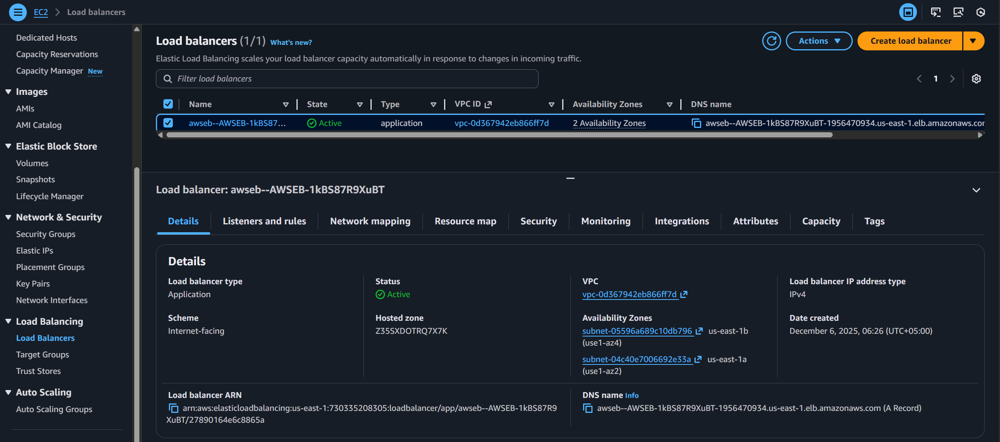 EC2
Load balancers
Dedicated Hosts
Capacity Reservations
Capacity Manager New
Images
AMIs
AMI Catalog
Elastic Block Store
Volumes
Snapshots
Lifecycle Manager
Network & Security
Security Groups
Elastic IPs
Placement Groups
Key Pairs
Network Interfaces
Load Balancing
Load Balancers
Target Groups
Trust Stores
Auto Scaling
Auto Scaling Groups
Load balancers (1/1) What's new?
Actions
Create load balancer
Elastic Load Balancing scales your load balancer capacity automatically in response to changes in incoming traffic.
Filter load balancers
1
Name State Type VPC ID Availability Zones DNS name
awseb--AWSEB-1kBS87... Active application vpc-0d367942eb866ff7d 2 Availability Zones awseb--AWSEB-1kBS87R9XuBT-1956470934.us-east-1.elb.amazonaws.com
Load balancer: awseb--AWSEB-1kBS87R9XuBT
Details Listeners and rules Network mapping Resource map Security Monitoring Integrations Attributes Capacity Tags
Details
Load balancer type
Application
Scheme
Internet-facing
Status
Active
Hosted zone
Z35SXDOTRQ7X7K
VPC
vpc-0d367942eb866ff7d
Availability Zones
subnet-05596a689c10db796 us-east-1b
(use1-az4)
subnet-04c40e7006692e33a us-east-1a
(use1-az2)
Load balancer IP address type
IPv4
Date created
December 6, 2025, 06:26 (UTC+05:00)
Load balancer ARN
arn:aws:elasticloadbalancing:us-east-1:730335208305:loadbalancer/app/awseb--AWSEB-1kBS87R9
XuBT/27890164e6c8865a
DNS name Info
awseb--AWSEB-1kBS87R9XuBT-1956470934.us-east-1.elb.amazonaws.com (A Record)